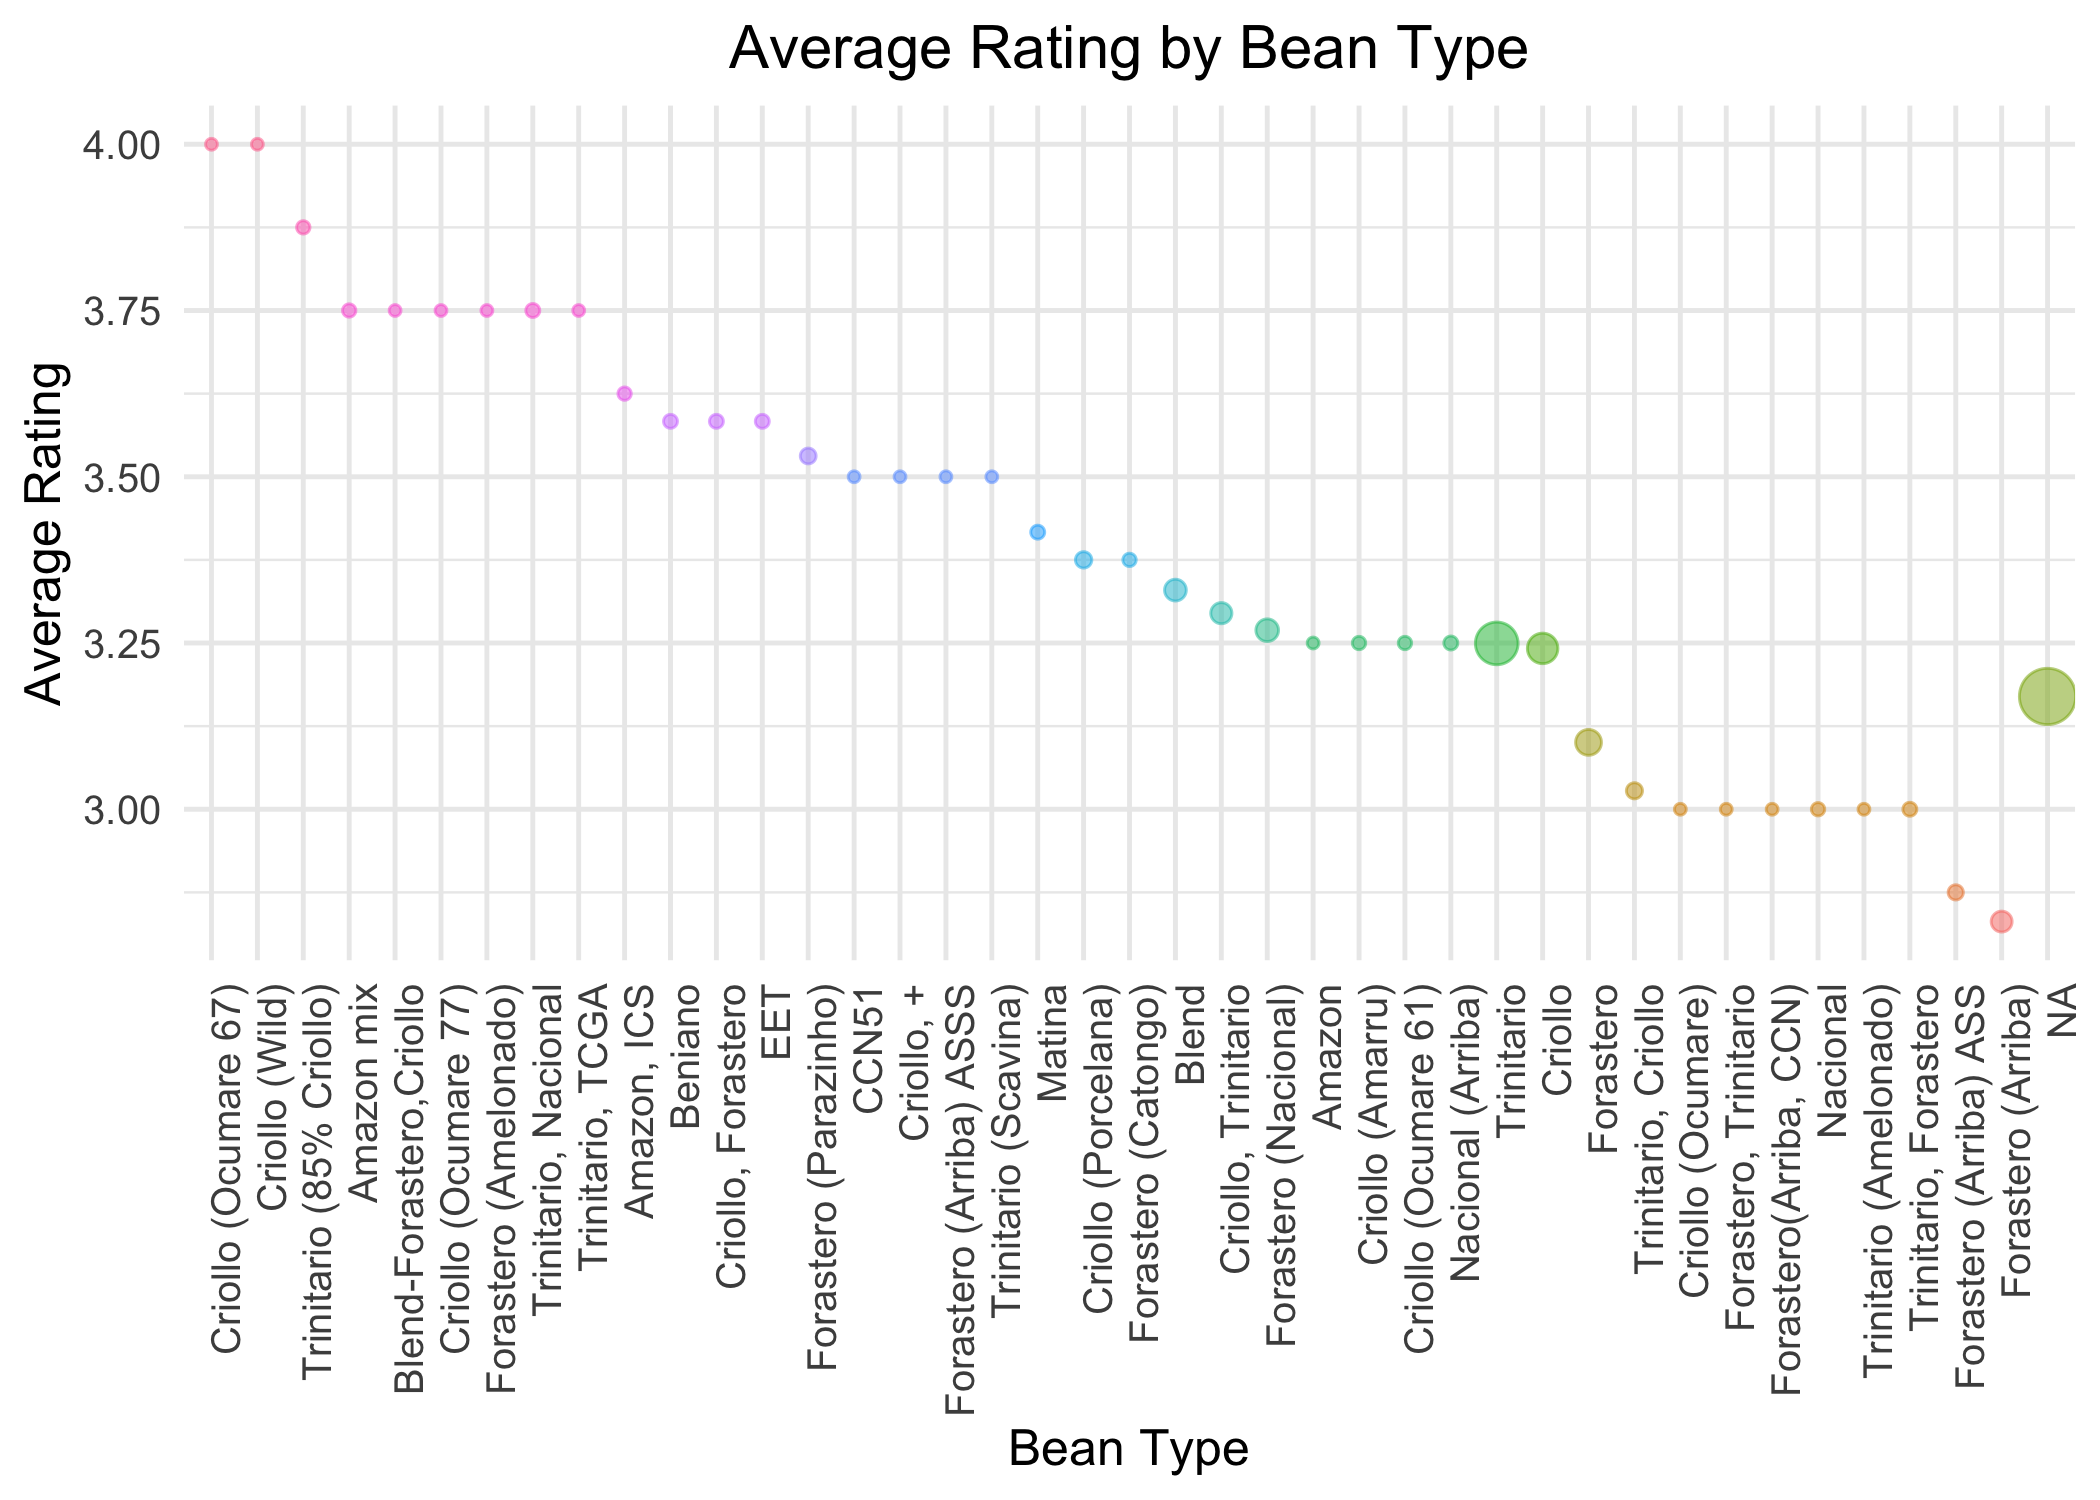 Average Rating by Bean Type
Average Rating
4.00
3.75
3.50
3.25
3.00
Criollo (Ocumare 67)
Criollo (Wild)
Trinitario (85% Criollo)
Amazon mix
Blend-Forastero,Criollo
Criollo (Ocumare 77)
Forastero (Amelonado)
Trinitario, Nacional
Trinitario, TCGA
Amazon, ICS
Beniano
Criollo, Forastero
EET
Forastero (Parazinho)
CCN51
Criollo, +
Forastero (Arriba) ASSS
Trinitario (Scavina)
Matina
Criollo (Porcelana)
Forastero (Catongo)
Blend
Criollo, Trinitario
Forastero (Nacional)
Amazon
Criollo (Amarru)
Criollo (Ocumare 61)
Nacional (Arriba)
Trinitario
Criollo
Forastero
Trinitario, Criollo
Criollo (Ocumare)
Forastero, Trinitario
Forastero(Arriba, CCN)
Nacional
Trinitario (Amelonado)
Trinitario, Forastero
Forastero (Arriba) ASS
Forastero (Arriba)
NA
Bean Type